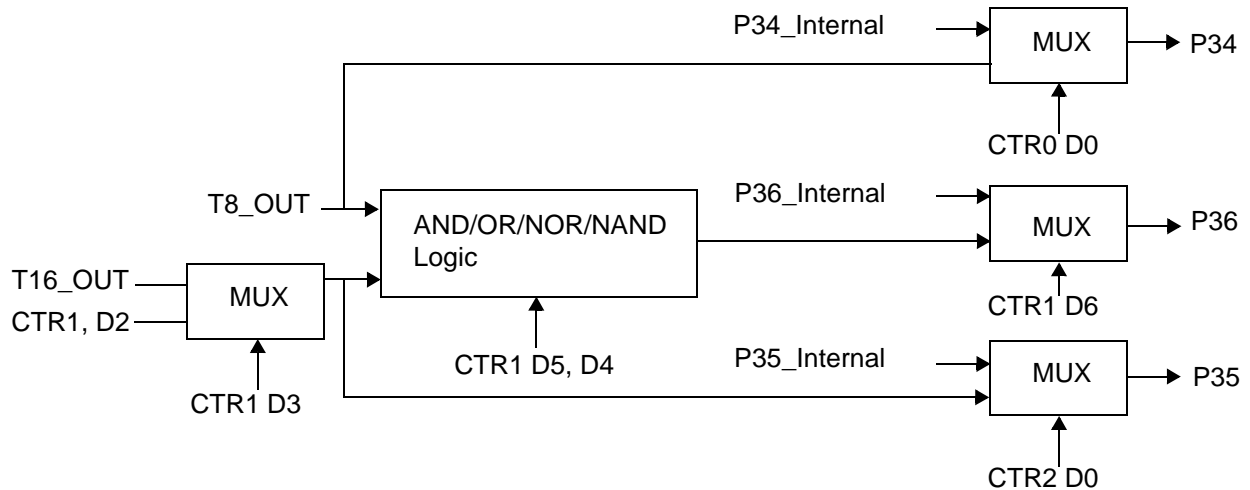 P34_Internal
MUX
P34
CTR0 D0
T8_OUT
AND/OR/NOR/NAND
Logic
P36_Internal
MUX
P36
CTR1 D6
T16_OUT
CTR1, D2
MUX
CTR1 D3
CTR1 D5, D4
P35_Internal
MUX
P35
CTR2 D0